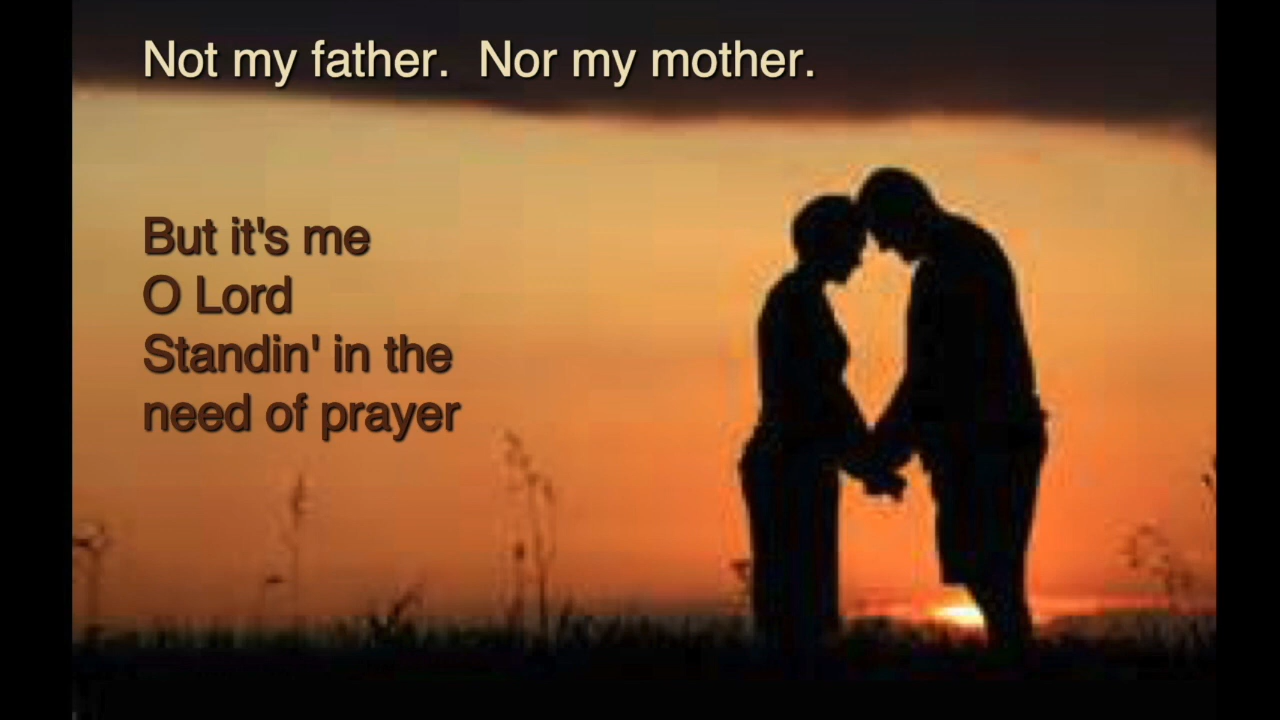 Not my father.  Nor my mother.
But it's me
O Lord
Standin' in the
need of prayer